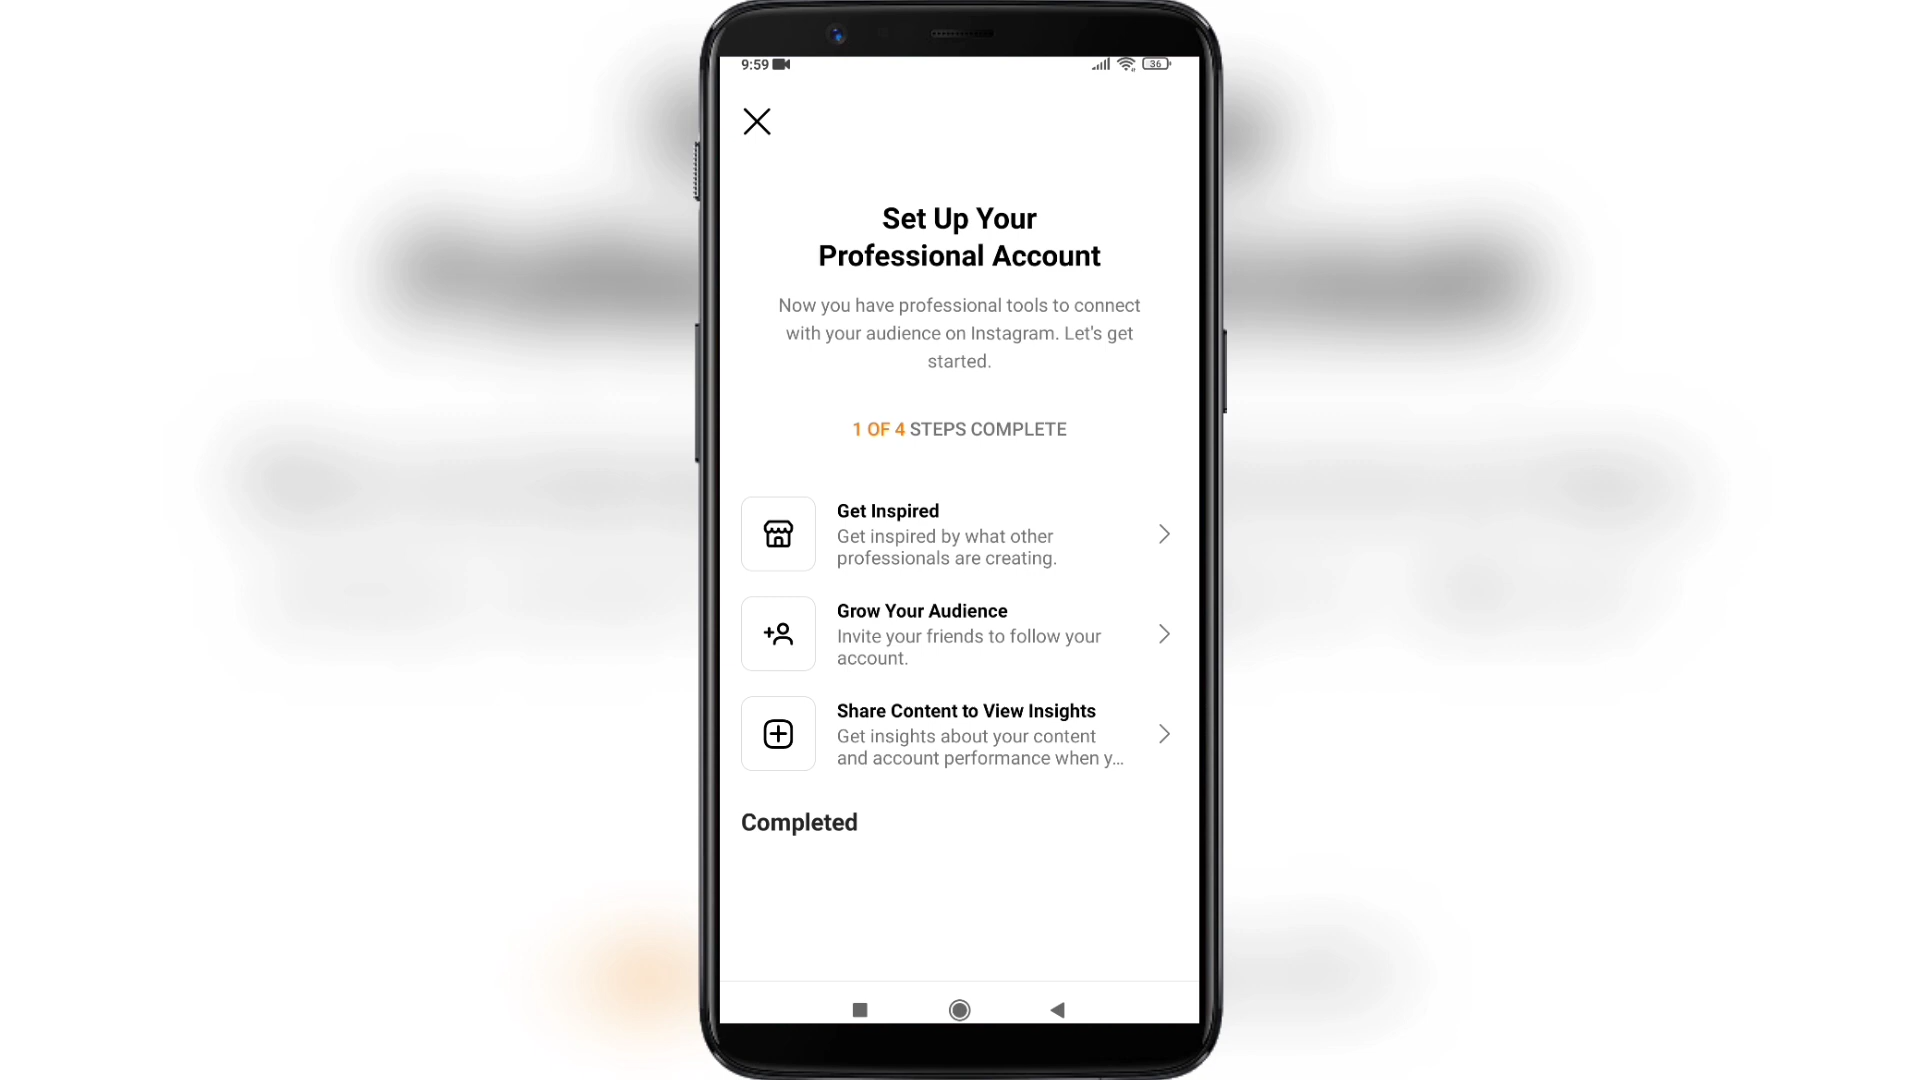 9:59
36
Set Up Your
Professional Account
Now you have professional tools to connect
with your audience on Instagram. Let's get
started.
1 OF 4 STEPS COMPLETE
Get Inspired
Get inspired by what other
professionals are creating.
Grow Your Audience
Invite your friends to follow your
account.
Share Content to View Insights
Get insights about your content
and account performance when y...
Completed